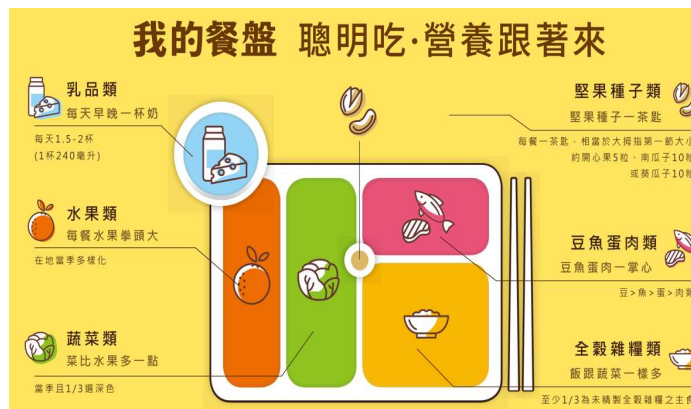 我的餐盤 聰明吃·營養跟著來
乳品類
每天早晚一杯奶
每天1.5-2杯
(1杯240毫升)
水果類
每餐水果拳頭大
在地當季多樣化
蔬菜類
菜比水果多一點
當季且1/3選深色
堅果種子類
堅果種子一茶匙
每餐一茶匙，相當於大拇指第一節大小
約開心果5粒、南瓜子10粒
或葵瓜子10粒
豆魚蛋肉類
豆魚蛋肉一掌心
豆>魚>蛋>肉類
全穀雜糧類
飯跟蔬菜一樣多
至少1/3為未精製全穀雜糧之主食